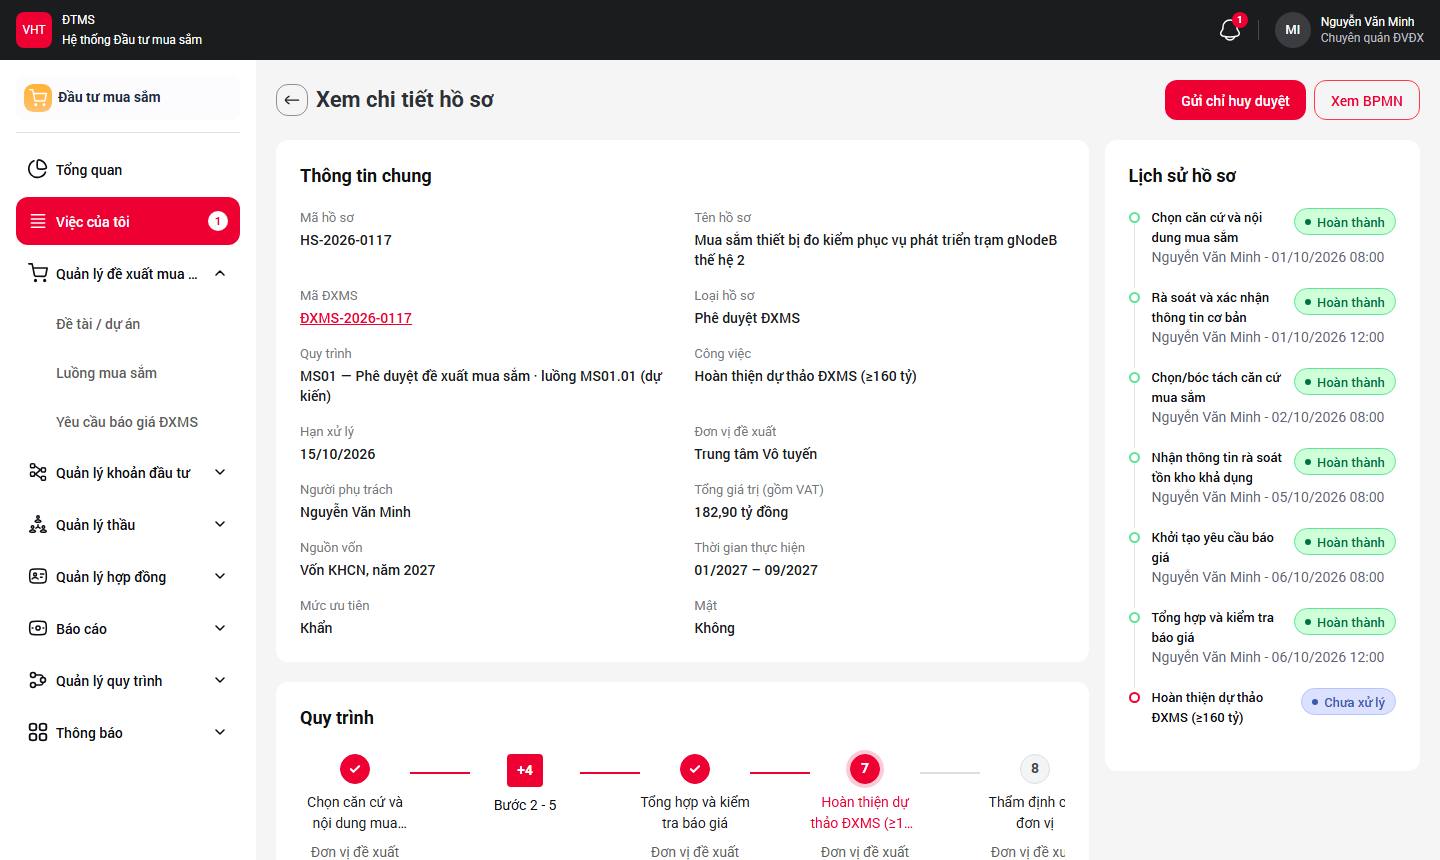 VHT
ĐTMS
Hệ thống Đầu tư mua sắm
1
MI
Nguyễn Văn Minh
Chuyên quản ĐVĐX
Đầu tư mua sắm
Tổng quan
Việc của tôi
1
Quản lý đề xuất mua ...
Đề tài / dự án
Luồng mua sắm
Yêu cầu báo giá ĐXMS
Quản lý khoản đầu tư
Quản lý thầu
Quản lý hợp đồng
Báo cáo
Quản lý quy trình
Thông báo
Xem chi tiết hồ sơ
Gửi chỉ huy duyệt
Xem BPMN
Thông tin chung
Mã hồ sơ
HS-2026-0117
Tên hồ sơ
Mua sắm thiết bị đo kiểm phục vụ phát triển trạm gNodeB
thế hệ 2
Mã ĐXMS
ĐXMS-2026-0117
Loại hồ sơ
Phê duyệt ĐXMS
Quy trình
MS01 — Phê duyệt đề xuất mua sắm · luồng MS01.01 (dự
kiến)
Công việc
Hoàn thiện dự thảo ĐXMS (≥160 tỷ)
Hạn xử lý
15/10/2026
Đơn vị đề xuất
Trung tâm Vô tuyến
Người phụ trách
Nguyễn Văn Minh
Tổng giá trị (gồm VAT)
182,90 tỷ đồng
Nguồn vốn
Vốn KHCN, năm 2027
Thời gian thực hiện
01/2027 – 09/2027
Mức ưu tiên
Khẩn
Mật
Không
Quy trình
Chọn căn cứ và
nội dung mua...
Đơn vị đề xuất
+4
Bước 2 - 5
Tổng hợp và kiểm
tra báo giá
Đơn vị đề xuất
7
Hoàn thiện dự
thảo ĐXMS (≥1...
Đơn vị đề xuất
8
Thẩm định
đơn vị
Đơn vị đề
Lịch sử hồ sơ
Chọn căn cứ và nội
dung mua sắm
Hoàn thành
Nguyễn Văn Minh - 01/10/2026 08:00
Rà soát và xác nhận
thông tin cơ bản
Hoàn thành
Nguyễn Văn Minh - 01/10/2026 12:00
Chọn/bóc tách căn cứ
mua sắm
Hoàn thành
Nguyễn Văn Minh - 02/10/2026 08:00
Nhận thông tin rà soát
tồn kho khả dụng
Hoàn thành
Nguyễn Văn Minh - 05/10/2026 08:00
Khởi tạo yêu cầu báo
giá
Hoàn thành
Nguyễn Văn Minh - 06/10/2026 08:00
Tổng hợp và kiểm tra
báo giá
Hoàn thành
Nguyễn Văn Minh - 06/10/2026 12:00
Hoàn thiện dự thảo
ĐXMS (≥160 tỷ)
Chưa xử lý